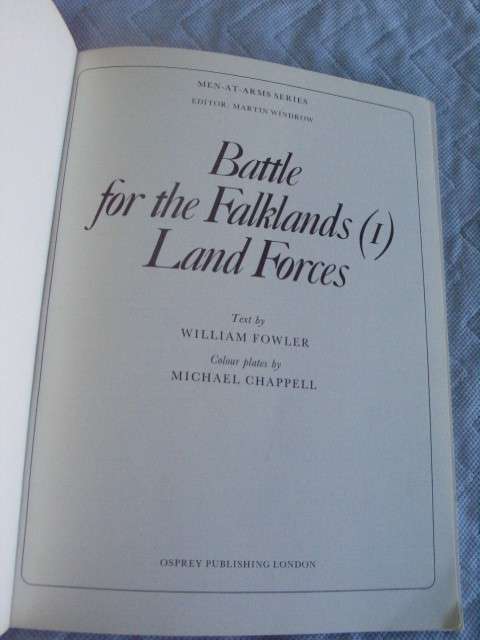 MEN-AT-ARMS SERIES
EDITOR: MARTIN WINDROW
Battle
for the Falklands (1)
Land Forces
Text by
WILLIAM FOWLER
Colour plates by
MICHAEL CHAPPELL
OSPREY PUBLISHING LONDON